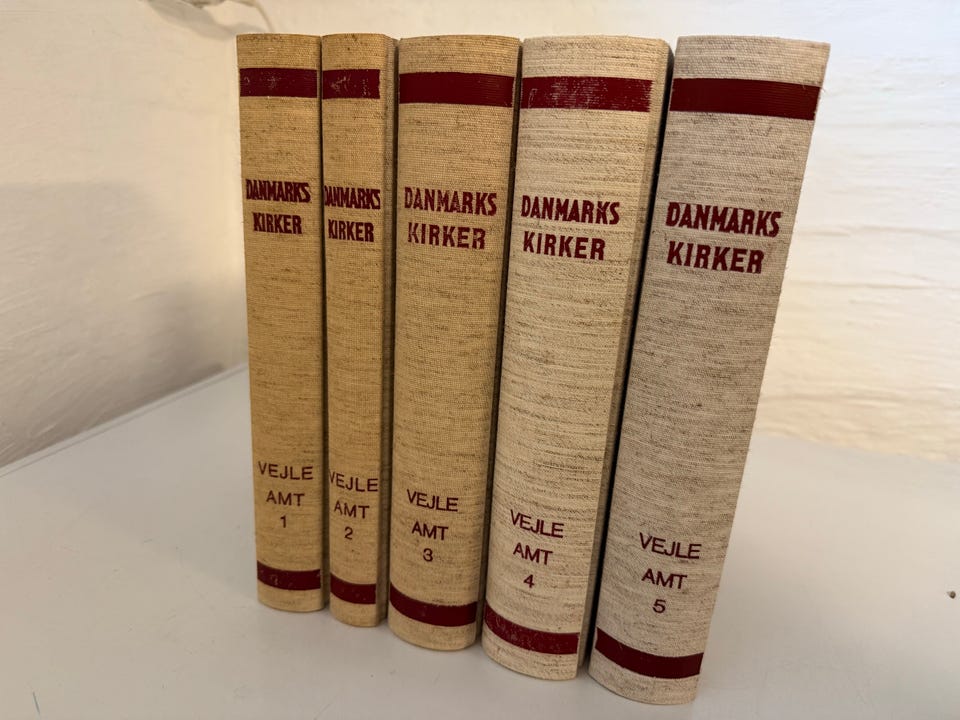 DANMARKS
KIRKER
VEJLE
AMT
1
DANMARKS
KIRKER
VEJLE
AMT
2
DANMARKS
KIRKER
VEJLE
AMT
3
DANMARKS
KIRKER
VEJLE
AMT
4
DANMARKS
KIRKER
VEJLE
AMT
5